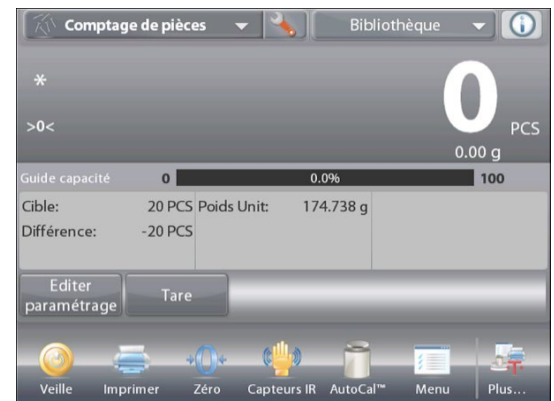 Comptage de pièces Bibliothèque
*
>0< 0 PCS
0.00 g
Guide capacité 0 0.0% 100
Cible: 20 PCS Poids Unit: 174.738 g
Différence: -20 PCS
Editer paramétrage Tare
Veille Imprimer Zéro Capteurs IR AutoCal™ Menu Plus...